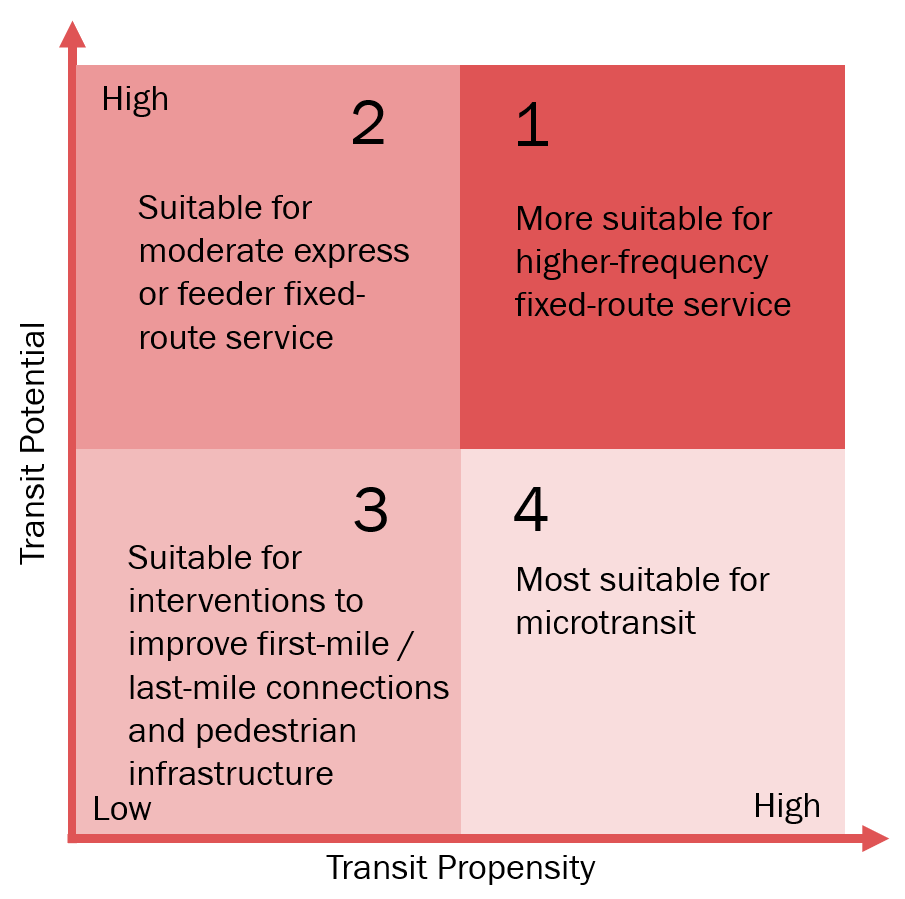 High
2
Suitable for
moderate express
or feeder fixed-
route service
1
More suitable for
higher-frequency
fixed-route service
3
Suitable for
interventions to
improve first-mile /
last-mile connections
and pedestrian
infrastructure
4
Most suitable for
microtransit
Low
High
Transit Potential
Transit Propensity